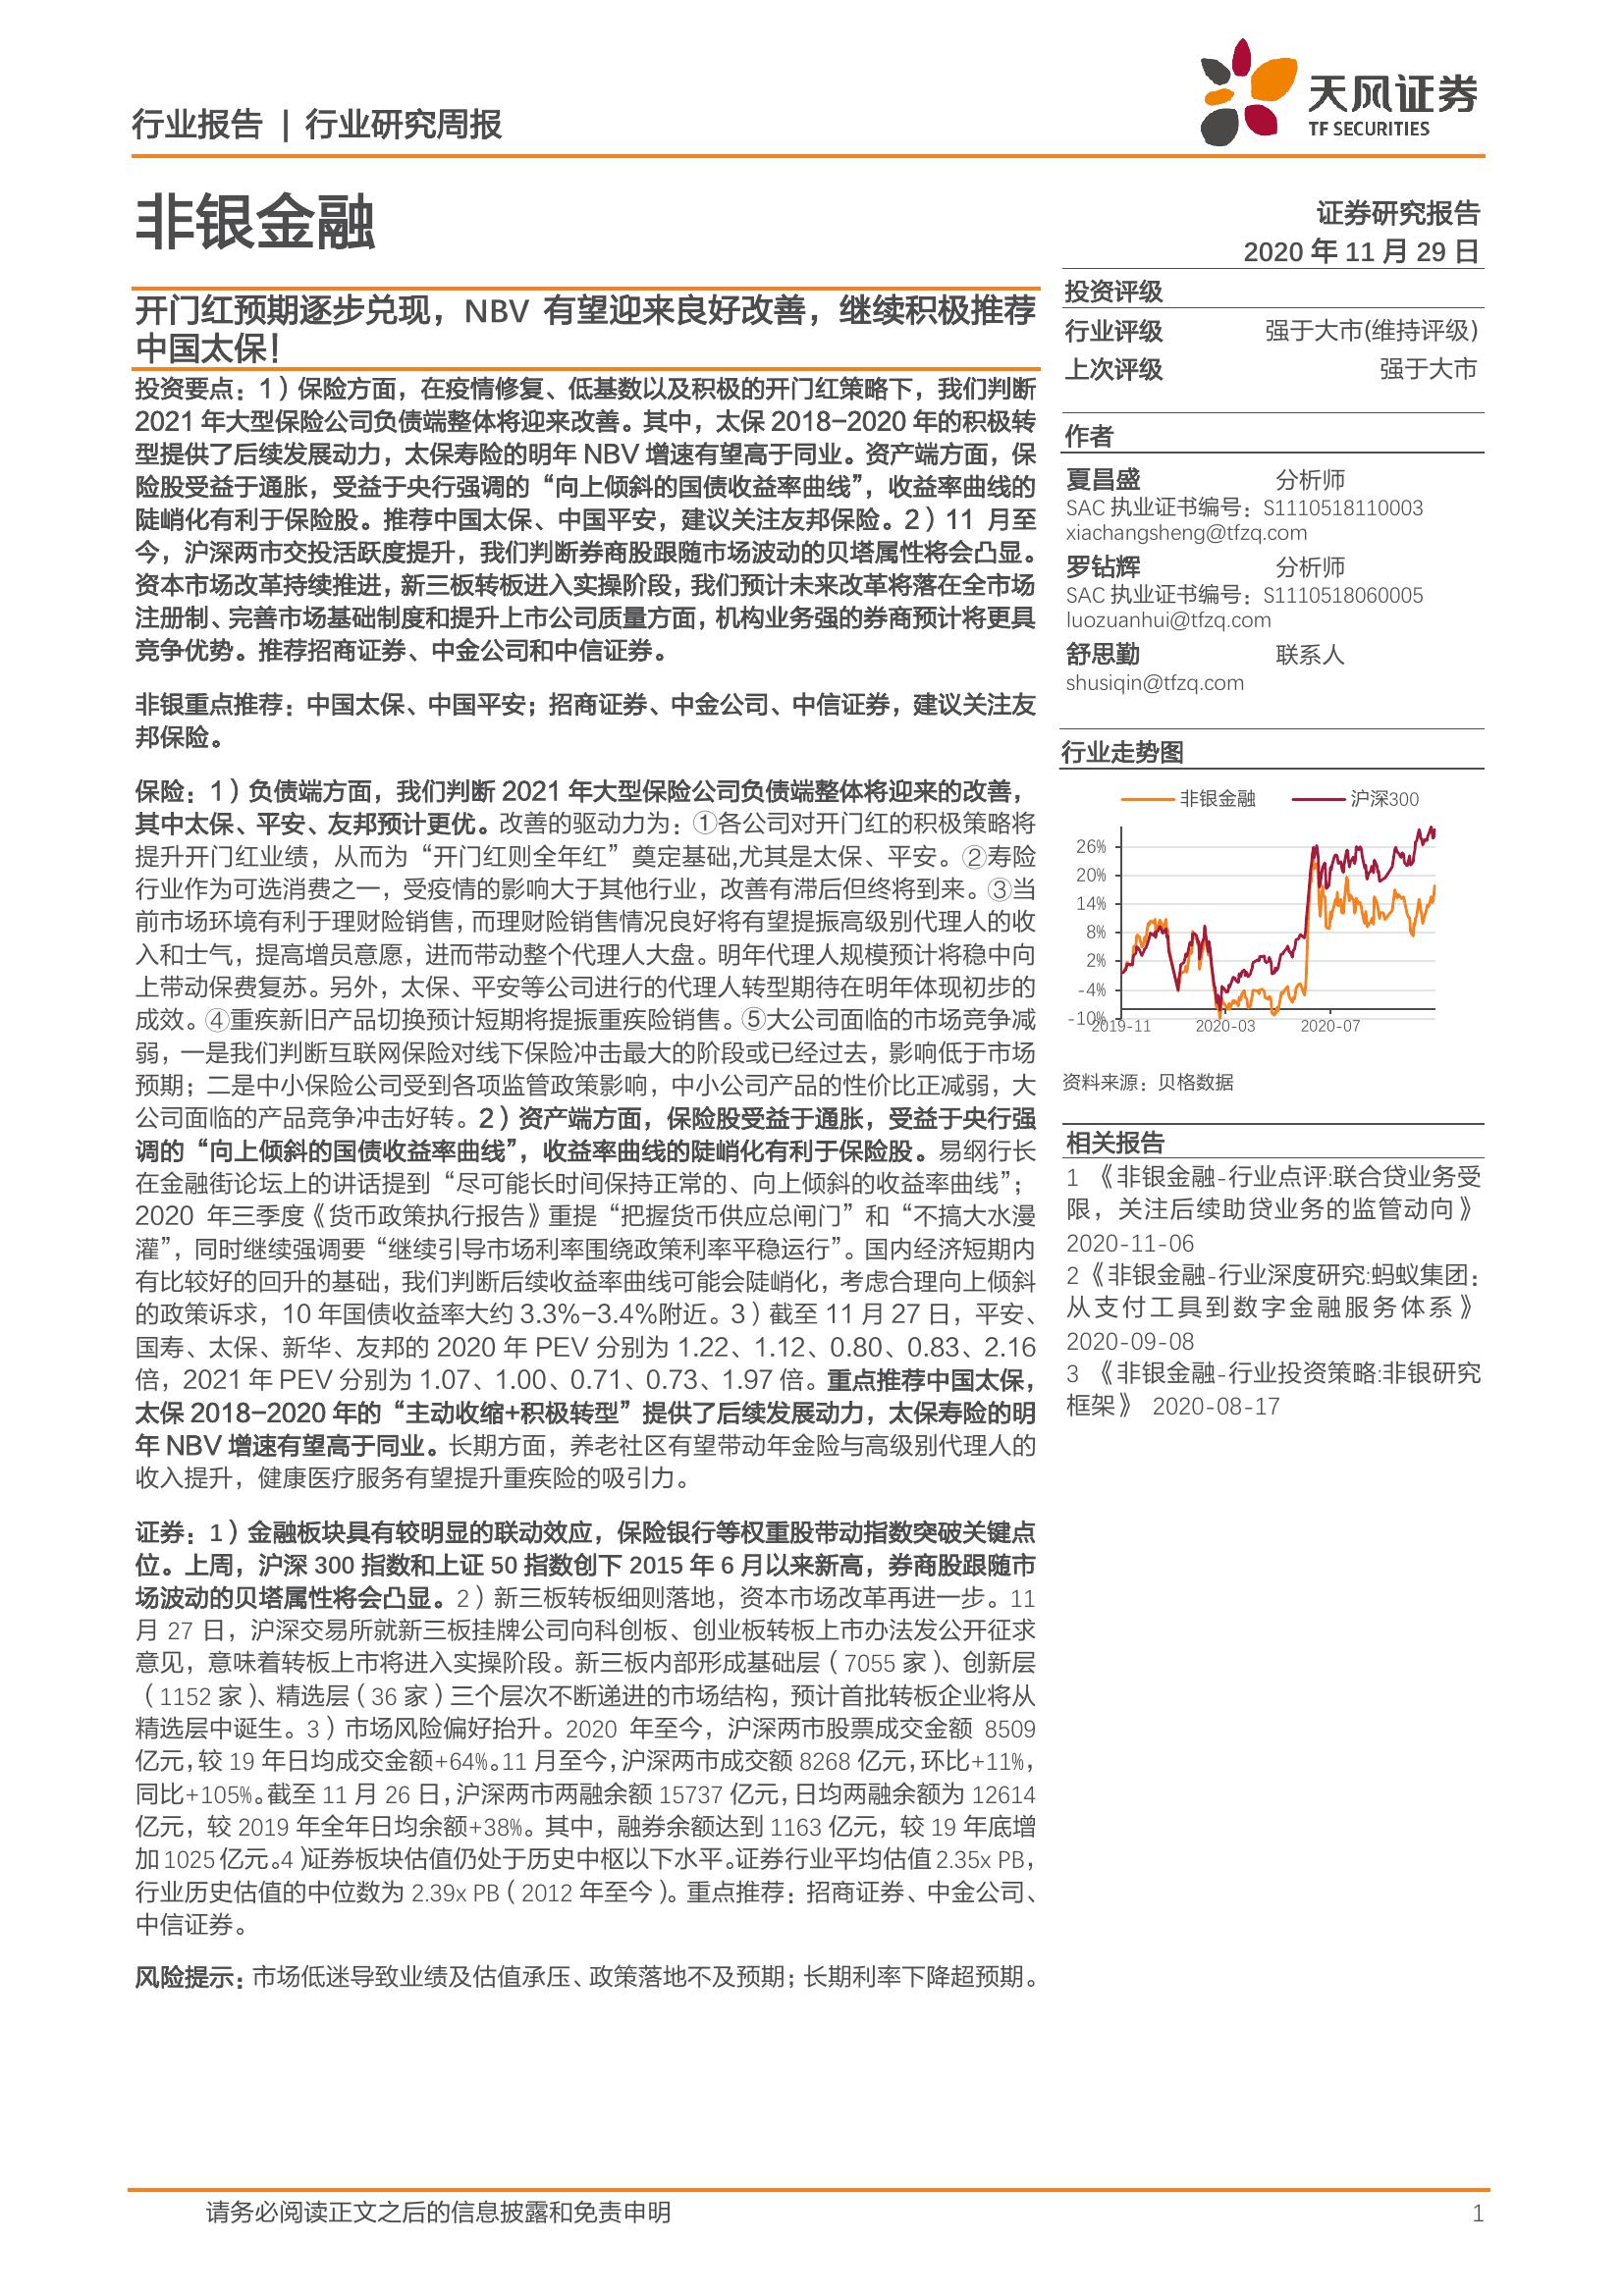 行业报告 | 行业研究周报
天风证券
TF SECURITIES
非银金融
证券研究报告
2020 年 11 月 29 日
开门红预期逐步兑现，NBV 有望迎来良好改善，继续积极推荐
中国太保！
投资要点：1）保险方面，在疫情修复、低基数以及积极的开门红策略下，我们判断
2021 年大型保险公司负债端整体将迎来改善。其中，太保 2018-2020 年的积极转
型提供了后续发展动力，太保寿险的明年 NBV 增速有望高于同业。资产端方面，保
险股受益于通胀，受益于央行强调的“向上倾斜的国债收益率曲线”，收益率曲线的
陡峭化有利于保险股。推荐中国太保、中国平安，建议关注友邦保险。2）11 月至
今，沪深两市交投活跃度提升，我们判断券商股跟随市场波动的贝塔属性将会凸显。
资本市场改革持续推进，新三板转板进入实操阶段，我们预计未来改革将落在全市场
注册制、完善市场基础制度和提升上市公司质量方面，机构业务强的券商预计将更具
竞争优势。推荐招商证券、中金公司和中信证券。
非银重点推荐：中国太保、中国平安；招商证券、中金公司、中信证券，建议关注友
邦保险。
保险：1）负债端方面，我们判断 2021 年大型保险公司负债端整体将迎来的改善，
其中太保、平安、友邦预计更优。改善的驱动力为：①各公司对开门红的积极策略将
提升开门红业绩，从而为“开门红则全年红”奠定基础,尤其是太保、平安。②寿险
行业作为可选消费之一，受疫情的影响大于其他行业，改善有滞后但终将到来。③当
前市场环境有利于理财险销售，而理财险销售情况良好将有望提振高级别代理人的收
入和士气，提高增员意愿，进而带动整个代理人大盘。明年代理人规模预计将稳中向
上带动保费复苏。另外，太保、平安等公司进行的代理人转型期待在明年体现初步的
成效。④重疾新旧产品切换预计短期将提振重疾险销售。⑤大公司面临的市场竞争减
弱，一是我们判断互联网保险对线下保险冲击最大的阶段或已经过去，影响低于市场
预期；二是中小保险公司受到各项监管政策影响，中小公司产品的性价比正减弱，大
公司面临的产品竞争冲击好转。2）资产端方面，保险股受益于通胀，受益于央行强
调的“向上倾斜的国债收益率曲线”，收益率曲线的陡峭化有利于保险股。易纲行长
在金融街论坛上的讲话提到“尽可能长时间保持正常的、向上倾斜的收益率曲线”；
2020 年三季度《货币政策执行报告》重提“把握货币供应总闸门”和“不搞大水漫
灌”，同时继续强调要“继续引导市场利率围绕政策利率平稳运行”。国内经济短期内
有比较好的回升的基础，我们判断后续收益率曲线可能会陡峭化，考虑合理向上倾斜
的政策诉求，10 年国债收益率大约 3.3%-3.4%附近。3）截至 11 月 27 日，平安、
国寿、太保、新华、友邦的 2020 年 PEV 分别为 1.22、1.12、0.80、0.83、2.16
倍，2021 年 PEV 分别为 1.07、1.00、0.71、0.73、1.97 倍。重点推荐中国太保，
太保 2018-2020 年的“主动收缩+积极转型”提供了后续发展动力，太保寿险的明
年 NBV 增速有望高于同业。长期方面，养老社区有望带动年金险与高级别代理人的
收入提升，健康医疗服务有望提升重疾险的吸引力。
证券：1）金融板块具有较明显的联动效应，保险银行等权重股带动指数突破关键点
位。上周，沪深 300 指数和上证 50 指数创下 2015 年 6 月以来新高，券商股跟随市
场波动的贝塔属性将会凸显。2）新三板转板细则落地，资本市场改革再进一步。11
月 27 日，沪深交易所就新三板挂牌公司向科创板、创业板转板上市办法发公开征求
意见，意味着转板上市将进入实操阶段。新三板内部形成基础层（7055 家）、创新层
（1152 家）、精选层（36 家）三个层次不断递进的市场结构，预计首批转板企业将从
精选层中诞生。3）市场风险偏好抬升。2020 年至今，沪深两市股票成交金额 8509
亿元，较 19 年日均成交金额+64%。11 月至今，沪深两市成交额 8268 亿元，环比+11%，
同比+105%。截至 11 月 26 日，沪深两市两融余额 15737 亿元，日均两融余额为 12614
亿元，较 2019 年全年日均余额+38%。其中，融券余额达到 1163 亿元，较 19 年底增
加 1025 亿元。4）证券板块估值仍处于历史中枢以下水平。证券行业平均估值 2.35x PB，
行业历史估值的中位数为 2.39x PB（2012 年至今）。重点推荐：招商证券、中金公司、
中信证券。
风险提示：市场低迷导致业绩及估值承压、政策落地不及预期；长期利率下降超预期。
投资评级
行业评级 强于大市(维持评级)
上次评级 强于大市
作者
夏昌盛 分析师
SAC 执业证书编号：S1110518110003
xiachangsheng@tfzq.com
罗钻辉 分析师
SAC 执业证书编号：S1110518060005
luozuanhui@tfzq.com
舒思勤 联系人
shusiqin@tfzq.com
行业走势图
非银金融 沪深300
26%
20%
14%
8%
2%
-4%
-10%
2019-11 2020-03 2020-07
资料来源：贝格数据
相关报告
1 《非银金融-行业点评:联合贷业务受
限，关注后续助贷业务的监管动向》
2020-11-06
2《非银金融-行业深度研究:蚂蚁集团：
从支付工具到数字金融服务体系》
2020-09-08
3 《非银金融-行业投资策略:非银研究
框架》 2020-08-17
请务必阅读正文之后的信息披露和免责申明 1